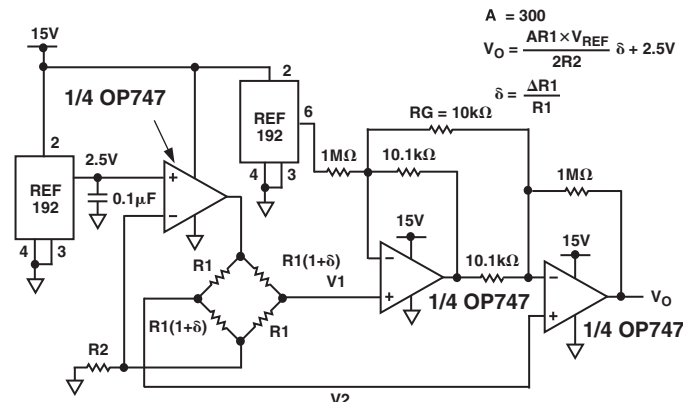 A = 300
V_O = AR1 × V_REF / 2R2 δ + 2.5V
δ = ΔR1 / R1
15V
2
1/4 OP747
REF
192
6
4
3
RG = 10kΩ
1MΩ
10.1kΩ
1MΩ
2
2.5V
REF
192
0.1μF
4
3
+
−
15V
−
+
10.1kΩ
15V
−
+
V_O
1/4 OP747
1/4 OP747
R1
R1(1+δ)
V1
R1(1+δ)
R1
R2
V2